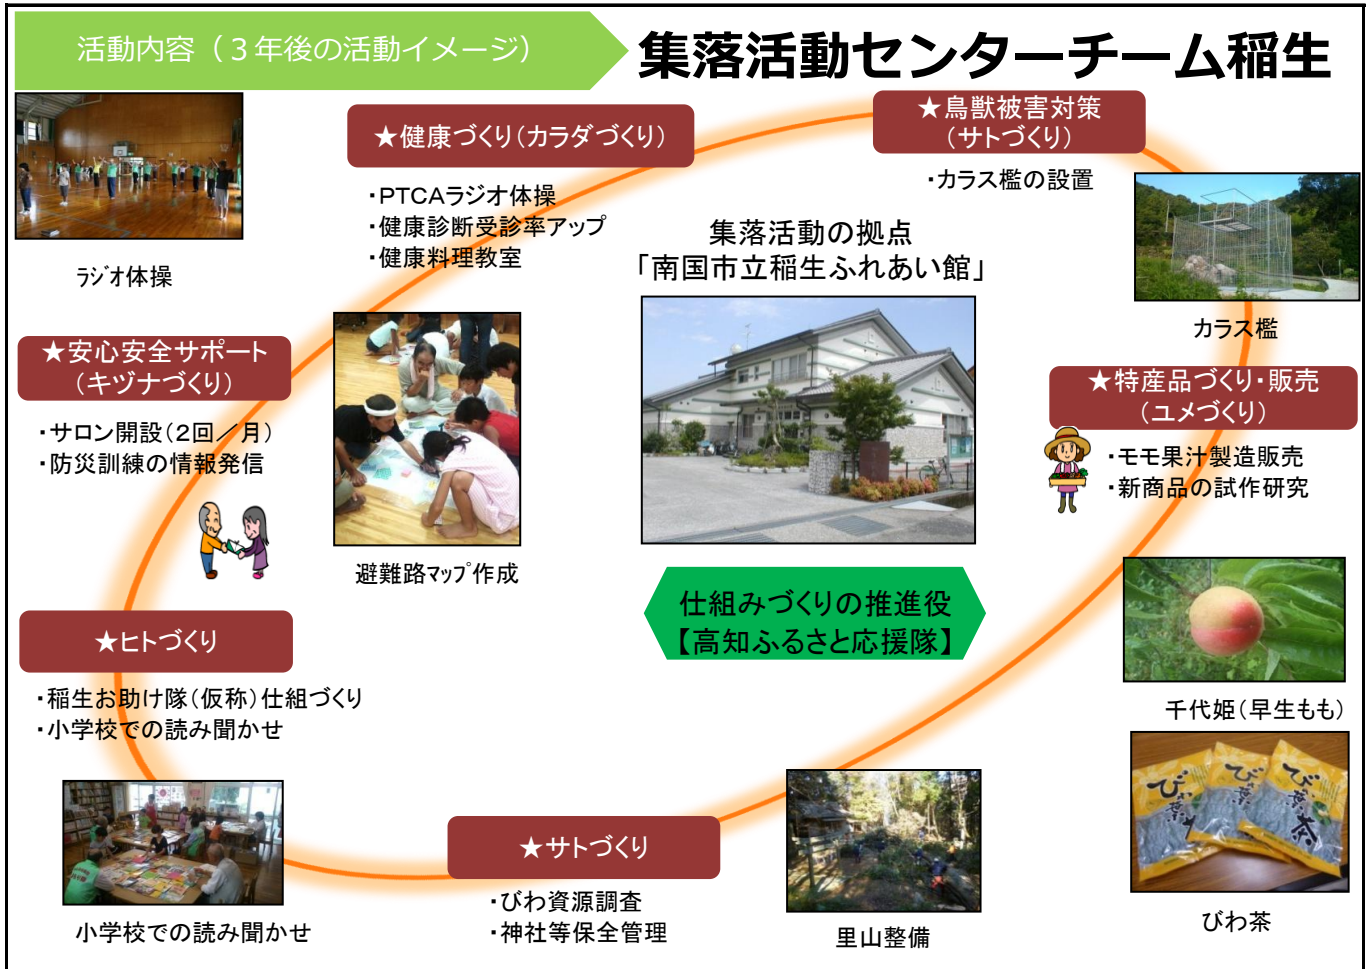 活動内容（３年後の活動イメージ）
集落活動センターチーム稲生
★健康づくり（カラダづくり）
・PTCAラジオ体操
・健康診断受診率アップ
・健康料理教室
★鳥獣被害対策
（サトづくり）
・カラス檻の設置
ラジオ体操
集落活動の拠点
「南国市立稲生ふれあい館」
カラス檻
★安心安全サポート
（キヅナづくり）
・サロン開設（２回／月）
・防災訓練の情報発信
避難路マップ作成
★特産品づくり・販売
（ユメづくり）
・モモ果汁製造販売
・新商品の試作研究
仕組みづくりの推進役
【高知ふるさと応援隊】
千代姫（早生もも）
★ヒトづくり
・稲生お助け隊（仮称）仕組づくり
・小学校での読み聞かせ
小学校での読み聞かせ
★サトづくり
・びわ資源調査
・神社等保全管理
里山整備
びわ葉茶
びわ葉茶
びわ葉茶
びわ茶